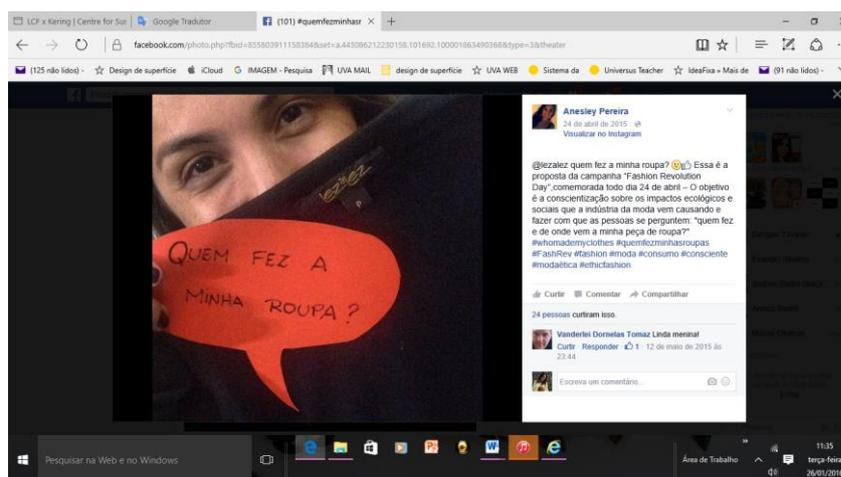 LCF x Kering | Centre for Sus
Google Tradutor
(101) #quemfezminhasr
facebook.com/photo.php?fbid=855803911158384&set=a.445086212230158.101692.100001863490368&type=3&theater
(125 não lidos) -
Design de superfície
iCloud
IMAGEM - Pesquisa
UVA MAIL
design de superfície
UVA WEB
Sistema da
Universus Teacher
IdeaFixa » Mais de
(91 não lidos) -
lezalez
P
QUEM FEZ A
MINHA ROUPA?
Anesley Pereira
24 de abril de 2015
Visualizar no Instagram
@lezalez quem fez a minha roupa? Essa é a
proposta da campanha "Fashion Revolution
Day",comemorada todo dia 24 de abril – O objetivo
é a conscientização sobre os impactos ecológicos e
sociais que a indústria da moda vem causando e
fazer com que as pessoas se perguntem: "quem fez
e de onde vem a minha peça de roupa?"
#whomademyclothes #quemfezminhasroupas
#FashRev #fashion #moda #consumo #consciente
#modaética #ethicfashion
Curtir Comentar Compartilhar
24 pessoas curtiram isso.
Vanderlei Dornelas Tomaz Linda menina!
Curtir · Responder · 1 · 12 de maio de 2015 às
23:44
Escreva um comentário...
Pesquisar na Web e no Windows
Área de Trabalho
11:35
terça-feira
26/01/2016